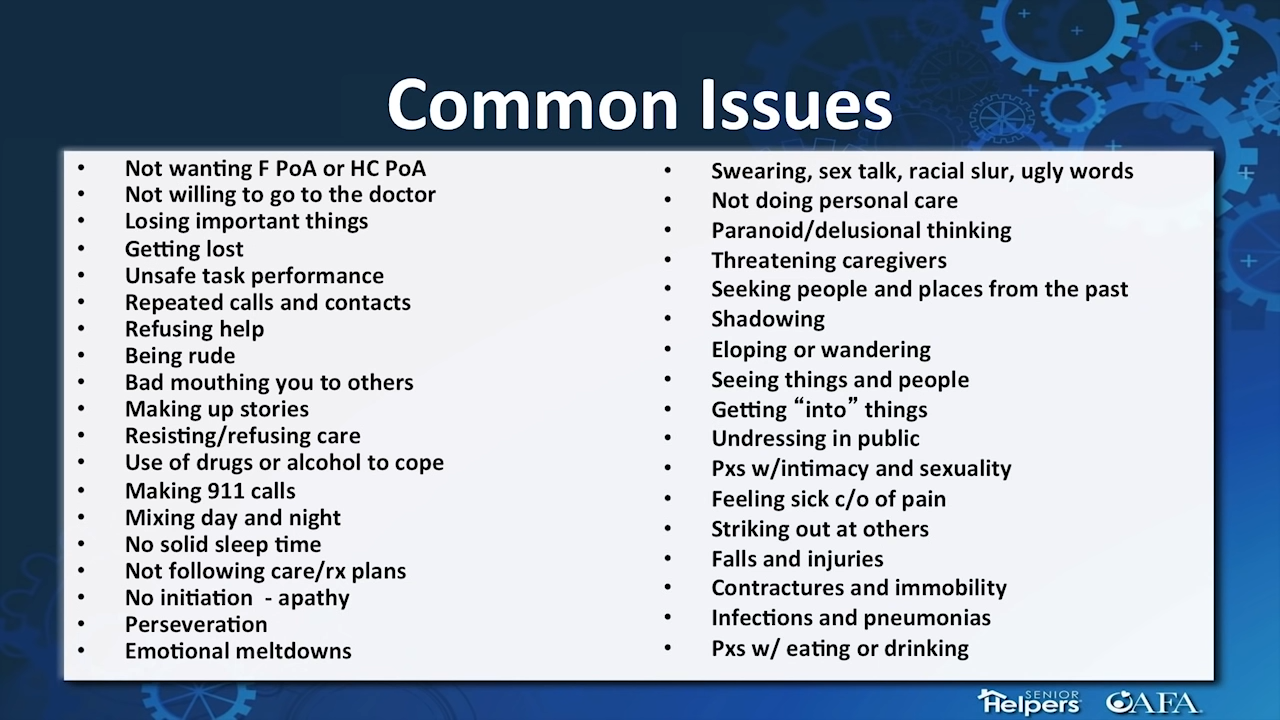 Common Issues
• Not wanting F PoA or HC PoA
• Not willing to go to the doctor
• Losing important things
• Getting lost
• Unsafe task performance
• Repeated calls and contacts
• Refusing help
• Being rude
• Bad mouthing you to others
• Making up stories
• Resisting/refusing care
• Use of drugs or alcohol to cope
• Making 911 calls
• Mixing day and night
• No solid sleep time
• Not following care/rx plans
• No initiation  - apathy
• Perseveration
• Emotional meltdowns
• Swearing, sex talk, racial slur, ugly words
• Not doing personal care
• Paranoid/delusional thinking
• Threatening caregivers
• Seeking people and places from the past
• Shadowing
• Eloping or wandering
• Seeing things and people
• Getting “into” things
• Undressing in public
• Pxs w/intimacy and sexuality
• Feeling sick c/o of pain
• Striking out at others
• Falls and injuries
• Contractures and immobility
• Infections and pneumonias
• Pxs w/ eating or drinking
SENIOR
Helpers
AFA